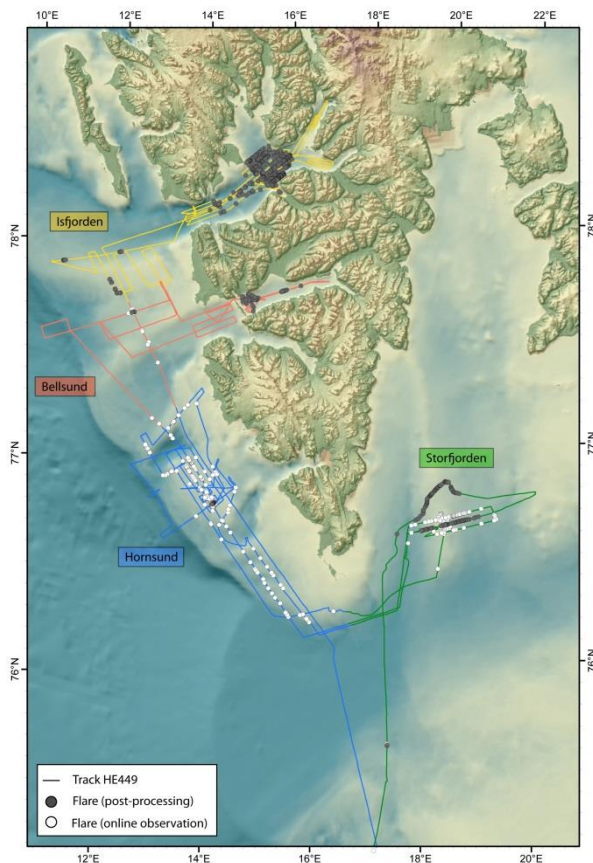 10°E 12°E 14°E 16°E 18°E 20°E 22°E
Isfjorden
78°N 78°N
Bellsund
77°N 77°N
Storfjorden
Hornsund
76°N 76°N
Track HE449
Flare (post-processing)
Flare (online observation)
12°E 14°E 16°E 18°E 20°E